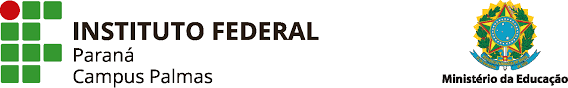 INSTITUTO FEDERAL
Paraná
Campus Palmas
Ministério da Educação